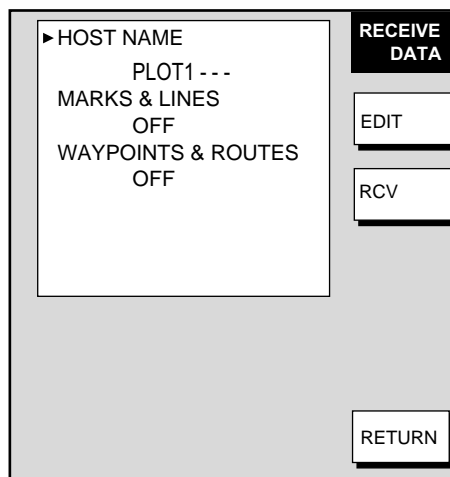 ▶HOST NAME
PLOT1---
MARKS & LINES
OFF
WAYPOINTS & ROUTES
OFF
RECEIVE
DATA
EDIT
RCV
RETURN